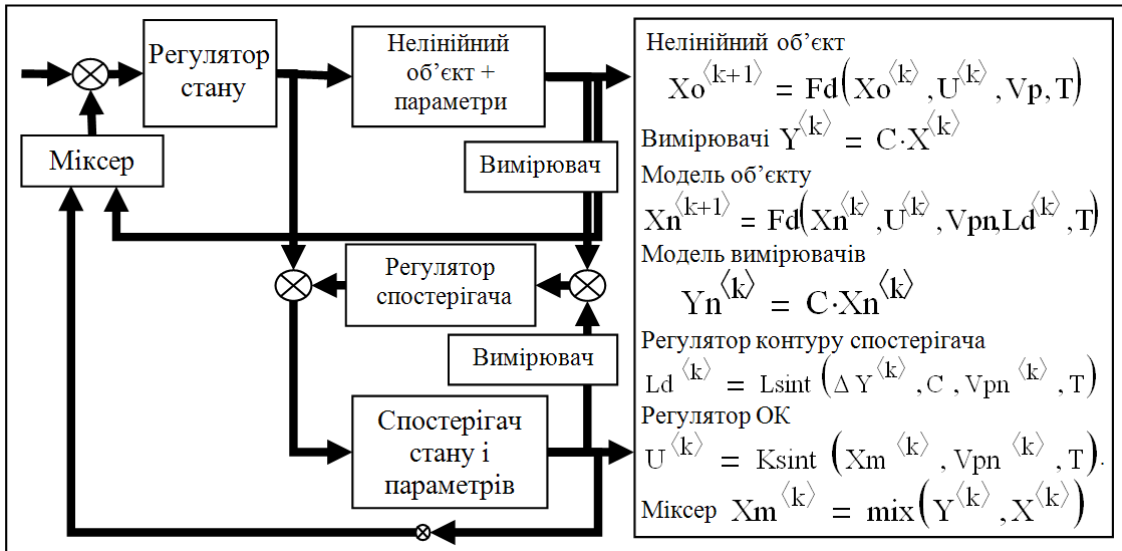 Регулятор
стану
Нелінійний
об’єкт +
параметри
Міксер
Вимірювач
Регулятор
спостерігача
Вимірювач
Спостерігач
стану і
параметрів
Нелінійний об’єкт
Xo^⟨k+1⟩ = Fd(Xo^⟨k⟩, U^⟨k⟩, Vp, T)
Вимірювачі Y^⟨k⟩ = C·X^⟨k⟩
Модель об’єкту
Xn^⟨k+1⟩ = Fd(Xn^⟨k⟩, U^⟨k⟩, Vpn, Ld^⟨k⟩, T)
Модель вимірювачів
Yn^⟨k⟩ = C·Xn^⟨k⟩
Регулятор контуру спостерігача
Ld^⟨k⟩ = Lsint(ΔY^⟨k⟩, C, Vpn^⟨k⟩, T)
Регулятор ОК
U^⟨k⟩ = Ksint(Xm^⟨k⟩, Vpn^⟨k⟩, T).
Міксер Xm^⟨k⟩ = mix(Y^⟨k⟩, X^⟨k⟩)